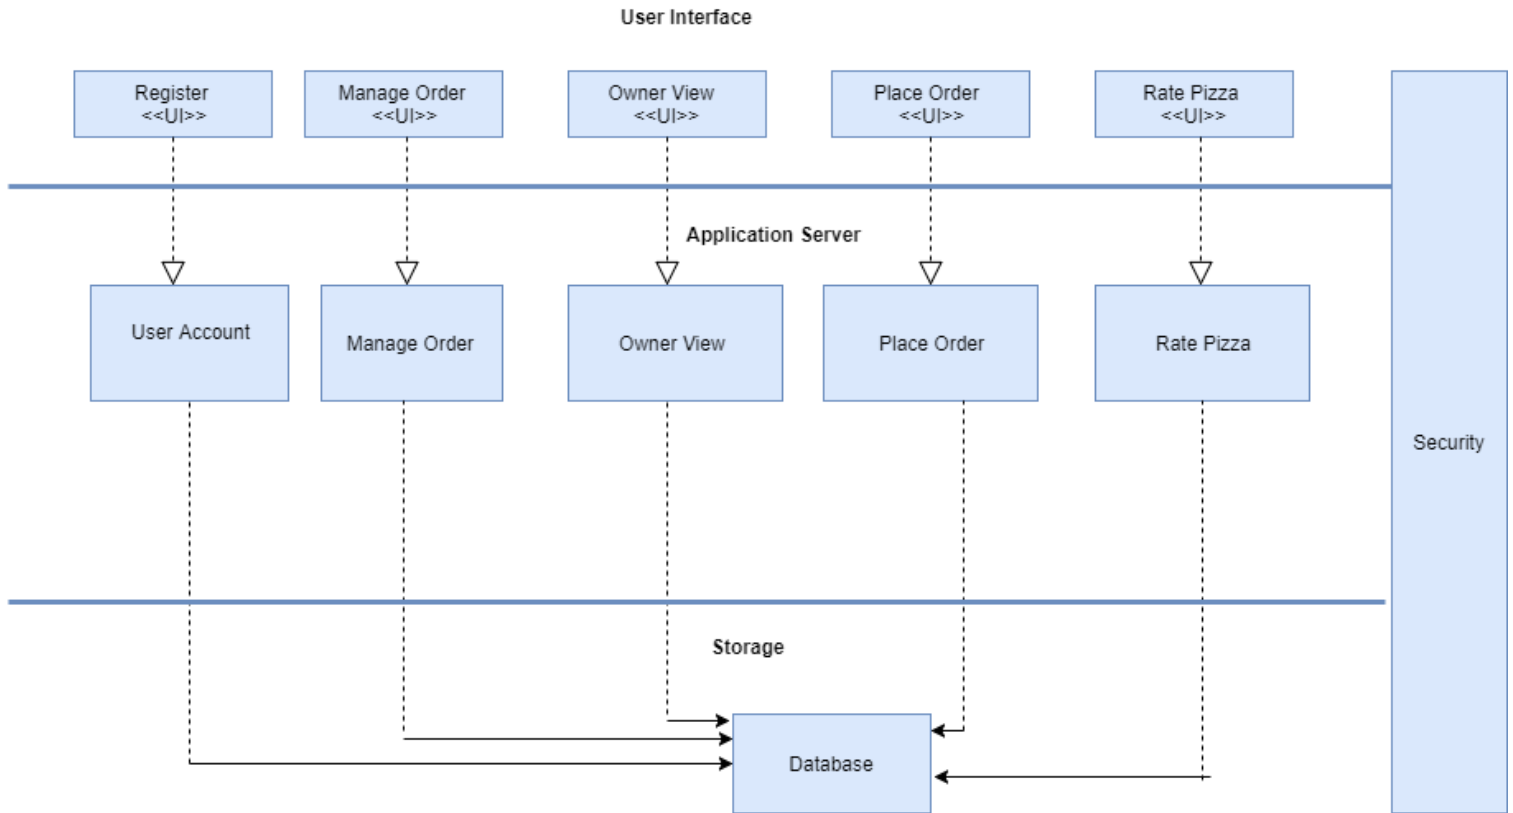 User Interface
Register
<<UI>>
Manage Order
<<UI>>
Owner View
<<UI>>
Place Order
<<UI>>
Rate Pizza
<<UI>>
Application Server
User Account
Manage Order
Owner View
Place Order
Rate Pizza
Security
Storage
Database